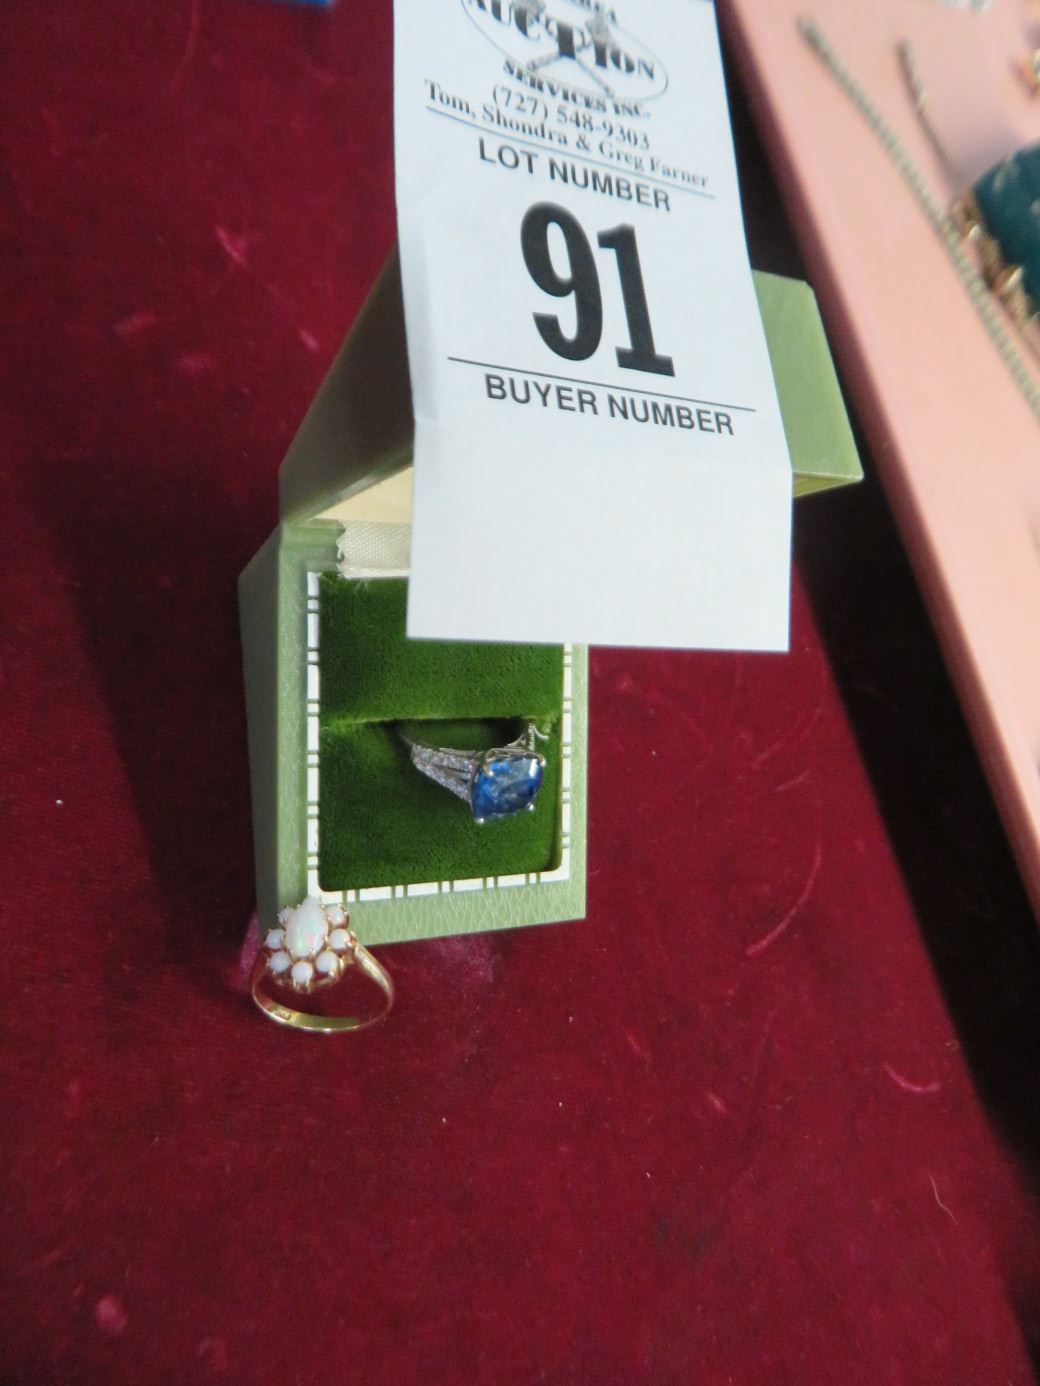 AUCTION
SERVICES INC.
(727) 548-9303
Tom, Shondra & Greg Farner
LOT NUMBER
91
BUYER NUMBER